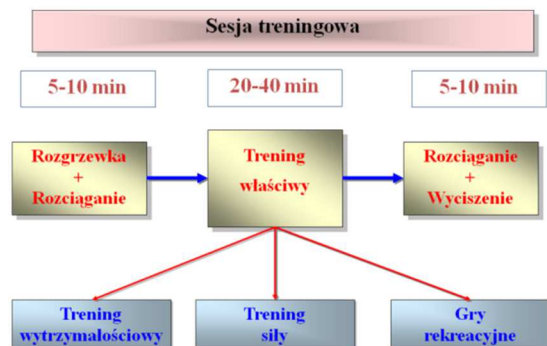 Sesja treningowa
5-10 min
20-40 min
5-10 min
Rozgrzewka
+
Rozciąganie
Trening
właściwy
Rozciąganie
+
Wyciszenie
Trening
wytrzymałościowy
Trening
siły
Gry
rekreacyjne